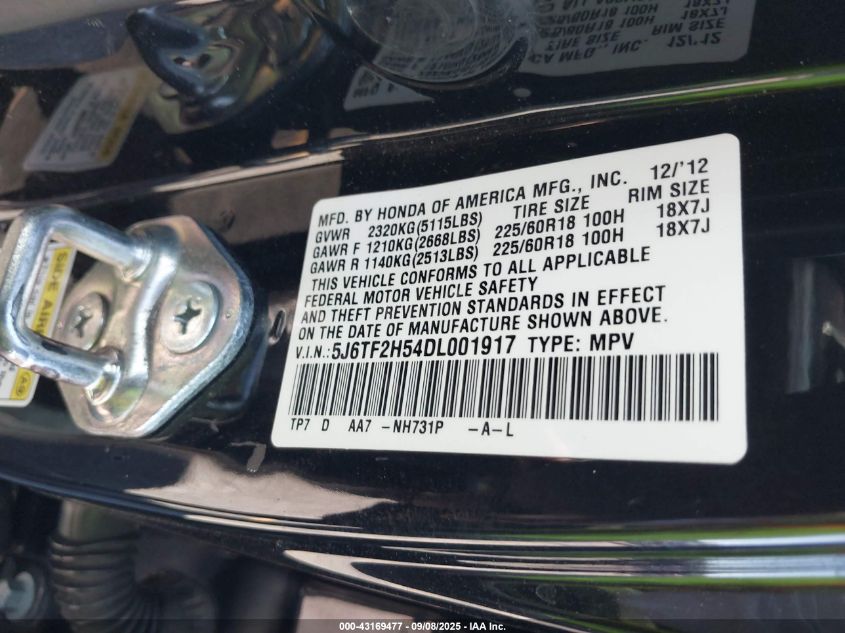 MFD. BY HONDA OF AMERICA MFG., INC. 12/'12
GVWR 2320KG(5115LBS) TIRE SIZE RIM SIZE
GAWR F 1210KG(2668LBS) 225/60R18 100H 18X7J
GAWR R 1140KG(2513LBS) 225/60R18 100H 18X7J
THIS VEHICLE CONFORMS TO ALL APPLICABLE
FEDERAL MOTOR VEHICLE SAFETY
AND THEFT PREVENTION STANDARDS IN EFFECT
ON THE DATE OF MANUFACTURE SHOWN ABOVE.
V.I.N.: 5J6TF2H54DL001917 TYPE: MPV
TP7 D AA7 -NH731P -A-L
SIDE AIR
000-43169477 - 09/08/2025 - IAA Inc.